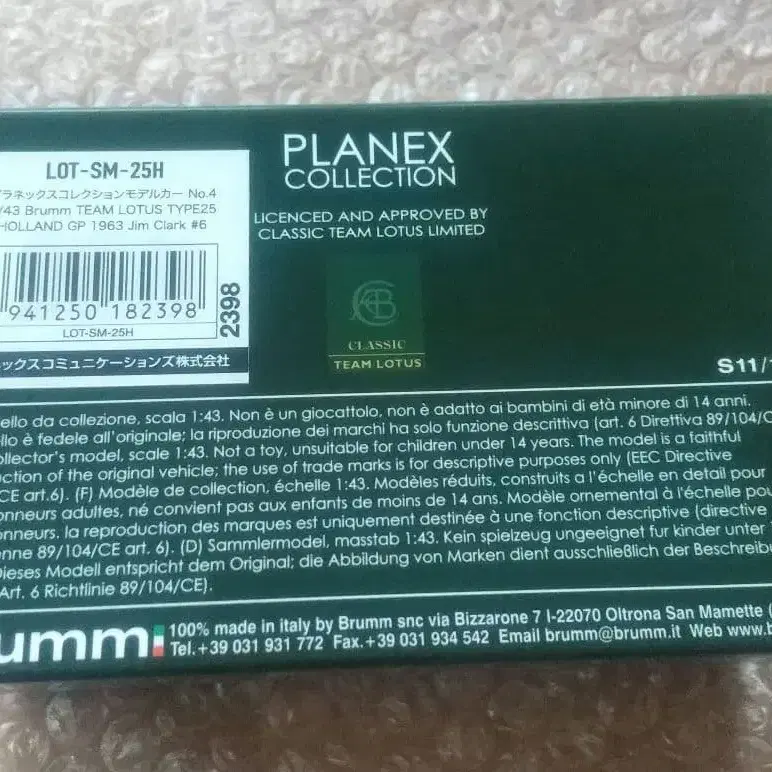 LOT-SM-25H
プラネックスコレクションモデルカー No.4
/43 Brumm TEAM LOTUS TYPE25
HOLLAND GP 1963 Jim Clark #6
941250 182398
2398
LOT-SM-25H
ネックスコミュニケーションズ株式会社
PLANEX
COLLECTION
LICENCED AND APPROVED BY
CLASSIC TEAM LOTUS LIMITED
CLASSIC
TEAM LOTUS
S11/
ello da collezione, scala 1:43. Non è un giocattolo, non è adatto ai bambini di età minore di 14 anni.
llo è fedele all'originale; la riproduzione dei marchi ha solo funzione descrittiva (art. 6 Direttiva 89/104/C
ollector's model, scale 1:43. Not a toy, unsuitable for children under 14 years. The model is a faithful
uction of the original vehicle; the use of trade marks is for descriptive purposes only (EEC Directive
CE art.6). (F) Modèle de collection, échelle 1:43. Modèles réduits, construits a l'échelle en detail pour
onneurs adultes, né convient pas aux enfants de moins de 14 ans. Modèle ornemental à l'échelle pou
onneurs. la reproduction des marques est uniquement destinée à une fonction descriptive (directive
enne 89/104/CE art. 6). (D) Sammlermodel, masstab 1:43. Kein spielzeug ungeeignet fur kinder unter
Dieses Modell entspricht dem Original; die Abbildung von Marken dient ausschließlich der Beschreibu
Art. 6 Richtlinie 89/104/CE).
umm
100% made in italy by Brumm snc via Bizzarone 7 I-22070 Oltrona San Mamette (
Tel.+39 031 931 772 Fax.+39 031 934 542 Email brumm@brumm.it Web www.b